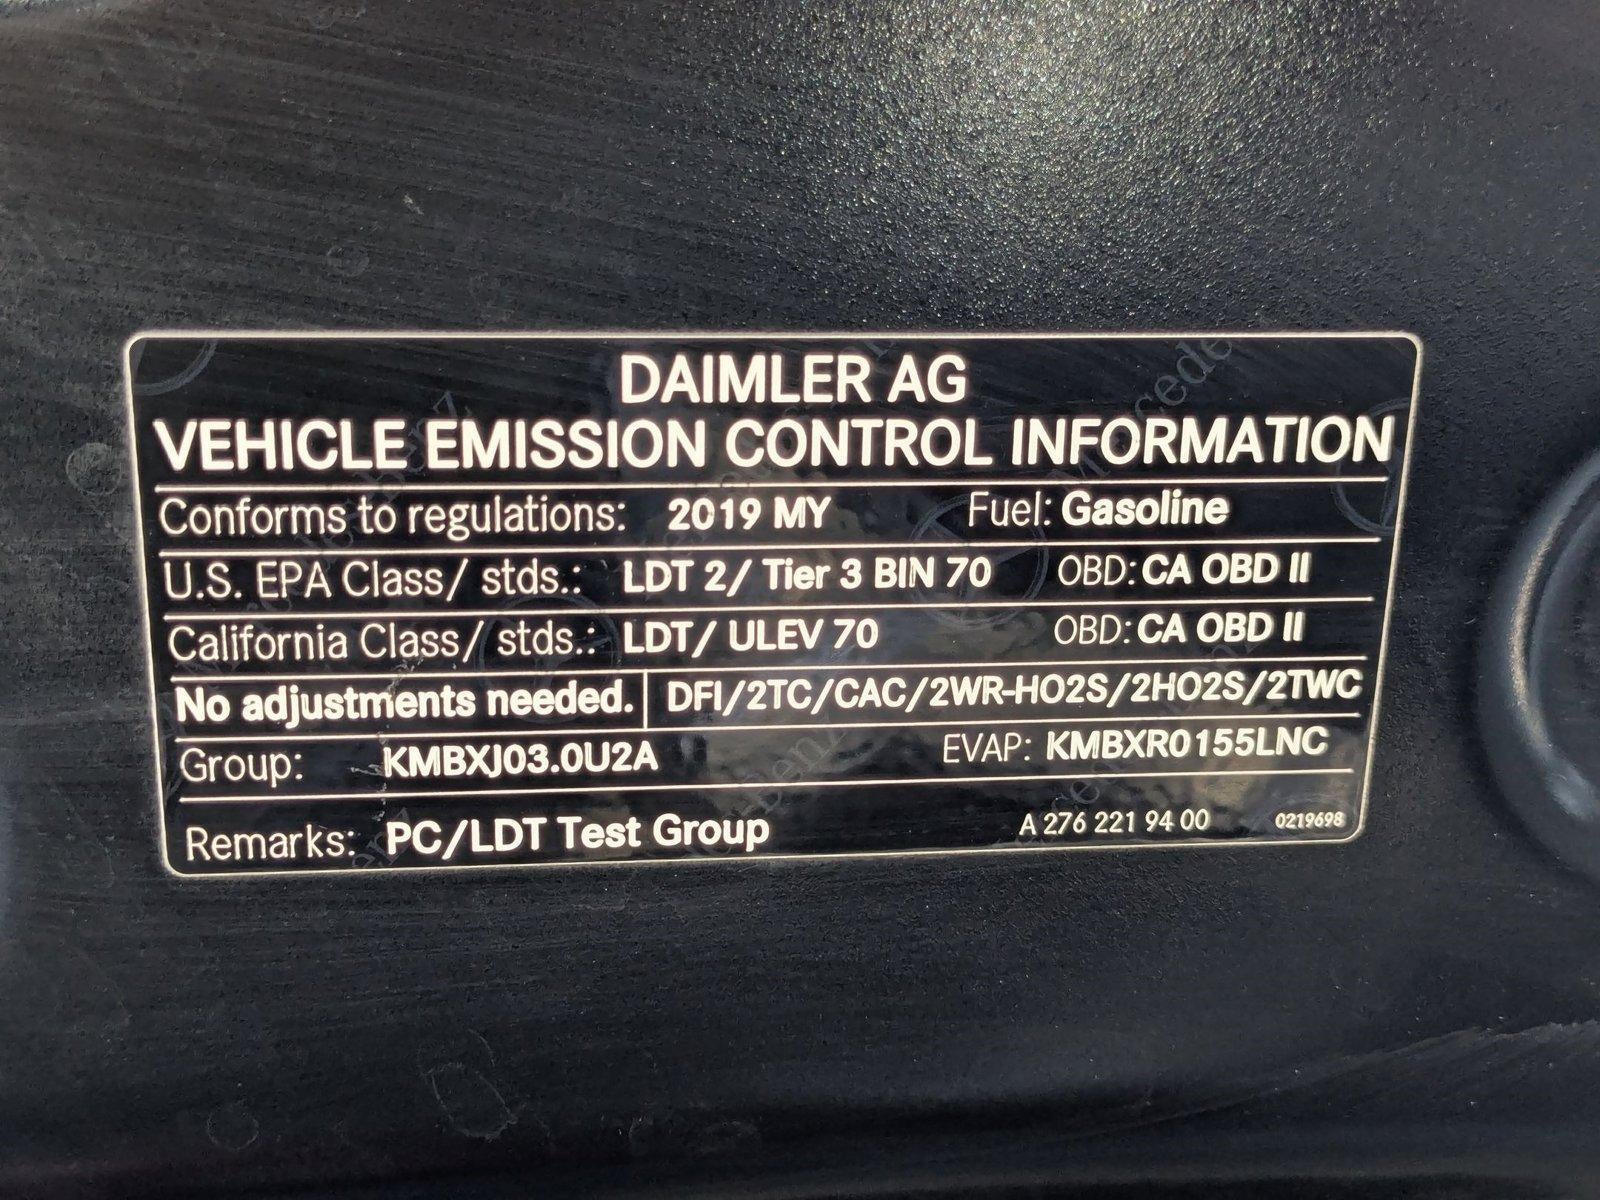 DAIMLER AG
VEHICLE EMISSION CONTROL INFORMATION
Conforms to regulations: 2019 MY Fuel: Gasoline
U.S. EPA Class/ stds.: LDT 2/ Tier 3 BIN 70 OBD: CA OBD II
California Class/ stds.: LDT/ ULEV 70 OBD: CA OBD II
No adjustments needed. DFI/2TC/CAC/2WR-HO2S/2HO2S/2TWC
Group: KMBXJ03.0U2A EVAP: KMBXR0155LNC
Remarks: PC/LDT Test Group A 276 221 94 00 0219698